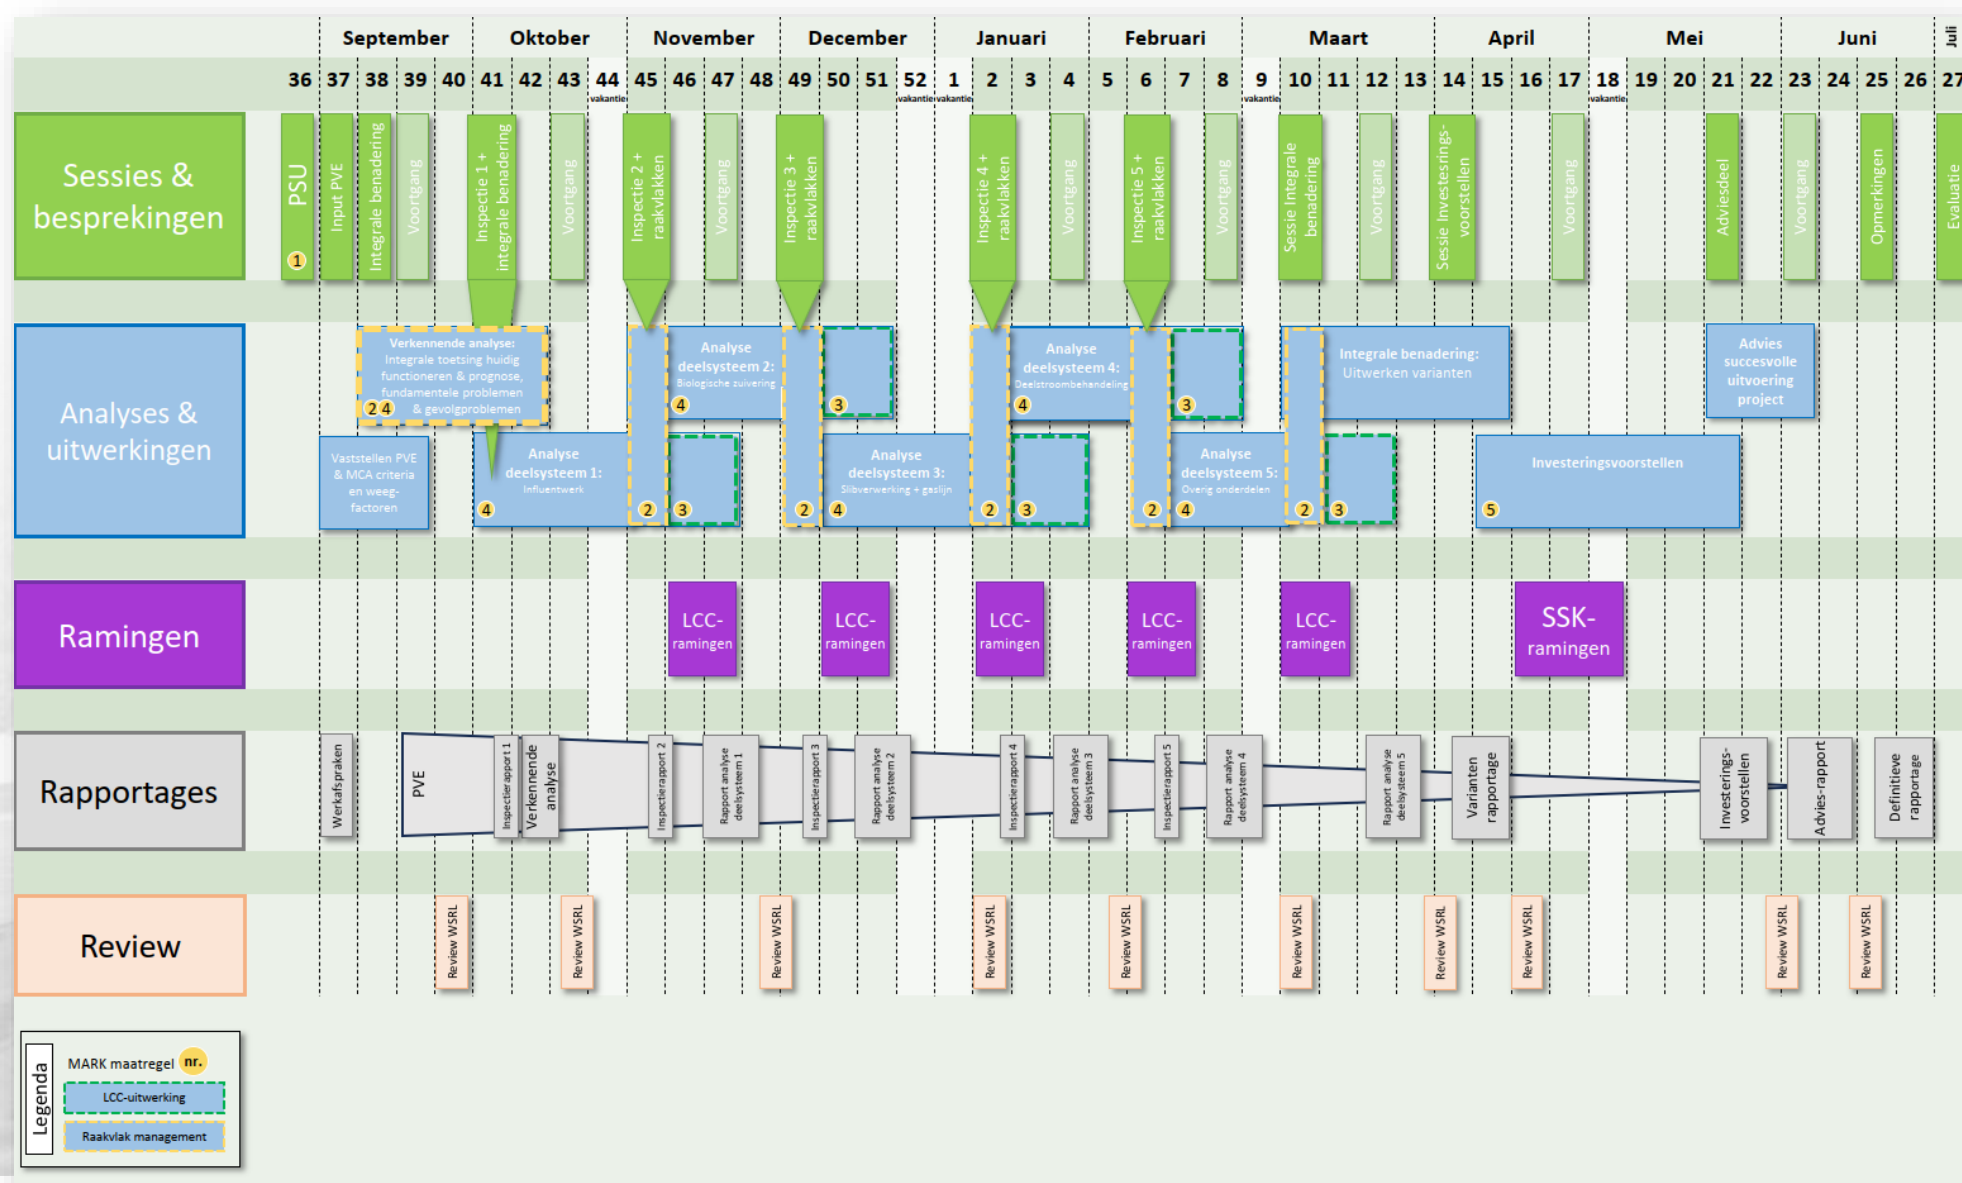 September Oktober November December Januari Februari Maart April Mei Juni Juli
36 37 38 39 40 41 42 43 44 45 46 47 48 49 50 51 52 1 2 3 4 5 6 7 8 9 10 11 12 13 14 15 16 17 18 19 20 21 22 23 24 25 26 27
vakantie vakantie vakantie vakantie vakantie
Sessies &
besprekingen
PSU
1
Input PVE
Integrale benadering
Voortgang
Inspectie 1 +
integrale benadering
Voortgang
Inspectie 2 +
raakvlakken
Voortgang
Inspectie 3 +
raakvlakken
Inspectie 4 +
raakvlakken
Voortgang
Inspectie 5 +
raakvlakken
Voortgang
Sessie Integrale
benadering
Voortgang
Sessie Investeserings-
voorstellen
Voortgang
Adviesdeel
Voortgang
Opmerkingen
Evaluatie
Analyses &
uitwerkingen
Verkennende analyse:
Integrale toetsing huidig
functioneren & prognose,
fundamentele problemen
& gevolgproblemen
2 4
Vaststellen PVE
& MCA criteria
en weeg-
factoren
Analyse
deelsysteem 1:
Influentwerk
4
2
3
Analyse
deelsysteem 2:
Biologische zuivering
4
2
3
Analyse
deelsysteem 3:
Slibverwerking + gaslijn
4
2
3
Analyse
deelsysteem 4:
Deelstroombehandeling
4
2
3
Analyse
deelsysteem 5:
Overig onderdelen
4
2
3
Integrale benadering:
Uitwerken varianten
Investeringsvoorstellen
5
Advies
succesvolle
uitvoering
project
Ramingen
LCC-
ramingen
LCC-
ramingen
LCC-
ramingen
LCC-
ramingen
LCC-
ramingen
SSK-
ramingen
Rapportages
Werkafspraken
PVE
Inspectierapport 1
Verkennende
analyse
Inspectierapport 2
Rapport analyse
deelsysteem 1
Inspectierapport 3
Rapport analyse
deelsysteem 2
Inspectierapport 4
Rapport analyse
deelsysteem 3
Inspectierapport 5
Rapport analyse
deelsysteem 4
Rapport analyse
deelsysteem 5
Varianten
rapportage
Investerings-
voorstellen
Advies-rapport
Definitieve
rapportage
Review
Review WSRL
Review WSRL
Review WSRL
Review WSRL
Review WSRL
Review WSRL
Review WSRL
Review WSRL
Review WSRL
Review WSRL
Legenda
MARK maatregel nr.
LCC-uitwerking
Raakvlak management